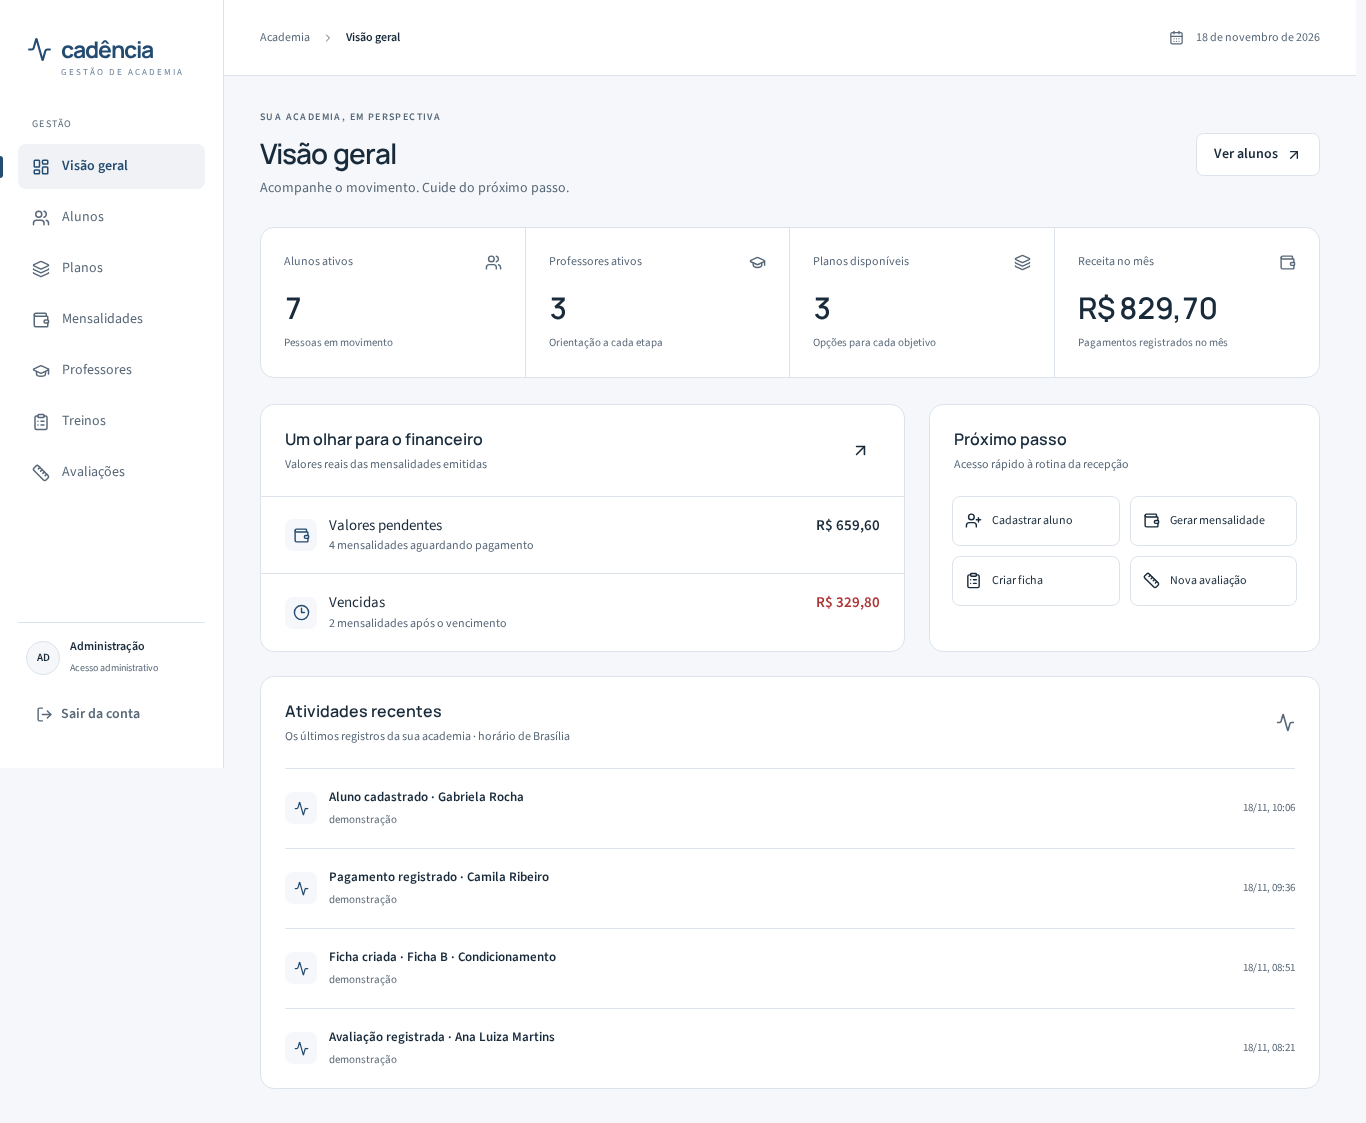 cadência
GESTÃO DE ACADEMIA
GESTÃO
Visão geral
Alunos
Planos
Mensalidades
Professores
Treinos
Avaliações
AD
Administração
Acesso administrativo
Sair da conta
Academia
Visão geral
18 de novembro de 2026
SUA ACADEMIA, EM PERSPECTIVA
Visão geral
Acompanhe o movimento. Cuide do próximo passo.
Ver alunos
Alunos ativos
7
Pessoas em movimento
Professores ativos
3
Orientação a cada etapa
Planos disponíveis
3
Opções para cada objetivo
Receita no mês
R$ 829,70
Pagamentos registrados no mês
Um olhar para o financeiro
Valores reais das mensalidades emitidas
Valores pendentes
R$ 659,60
4 mensalidades aguardando pagamento
Vencidas
R$ 329,80
2 mensalidades após o vencimento
Próximo passo
Acesso rápido à rotina da recepção
Cadastrar aluno
Gerar mensalidade
Criar ficha
Nova avaliação
Atividades recentes
Os últimos registros da sua academia · horário de Brasília
Aluno cadastrado · Gabriela Rocha
demonstração
18/11, 10:06
Pagamento registrado · Camila Ribeiro
demonstração
18/11, 09:36
Ficha criada · Ficha B · Condicionamento
demonstração
18/11, 08:51
Avaliação registrada · Ana Luiza Martins
demonstração
18/11, 08:21